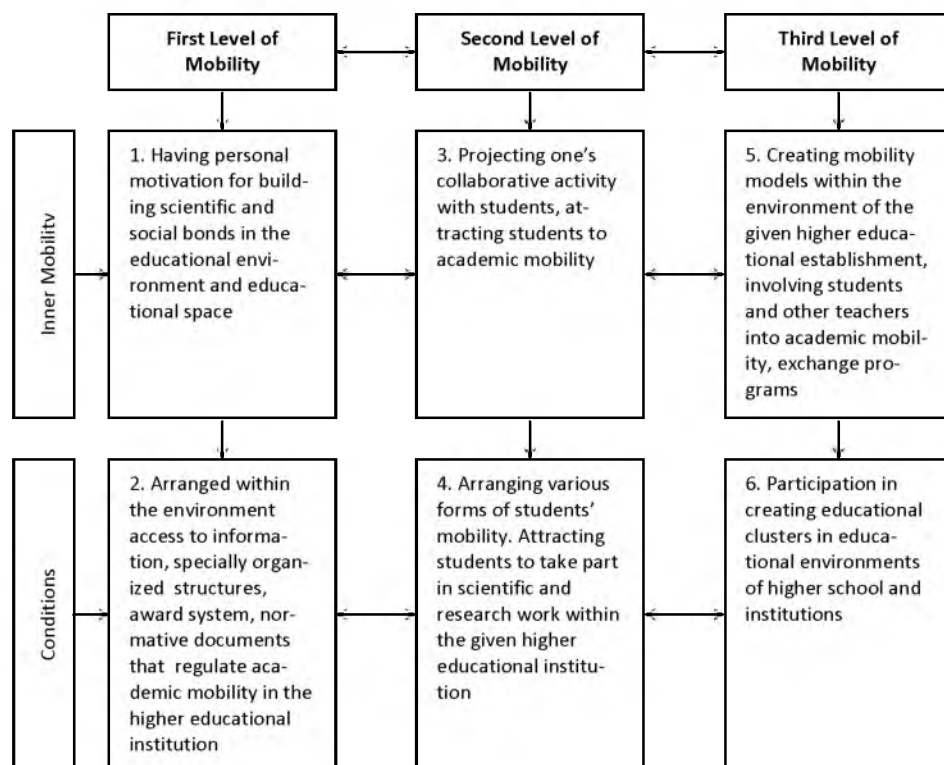 First Level of
Mobility
Second Level of
Mobility
Third Level of
Mobility
Inner Mobility
1. Having personal
motivation for build-
ing scientific and
social bonds in the
educational envi-
ronment and educa-
tional space
3. Projecting one's
collaborative activity
with students, at-
tracting students to
academic mobility
5. Creating mobility
models within the
environment of the
given higher educa-
tional establishment,
involving students
and other teachers
into academic mobil-
ity, exchange pro-
grams
Conditions
2. Arranged within
the environment
access to informa-
tion, specially organ-
ized structures,
award system, nor-
mative documents
that regulate aca-
demic mobility in the
higher educational
institution
4. Arranging various
forms of students'
mobility. Attracting
students to take part
in scientific and
research work within
the given higher
educational institu-
tion
6. Participation in
creating educational
clusters in educa-
tional environments
of higher school and
institutions